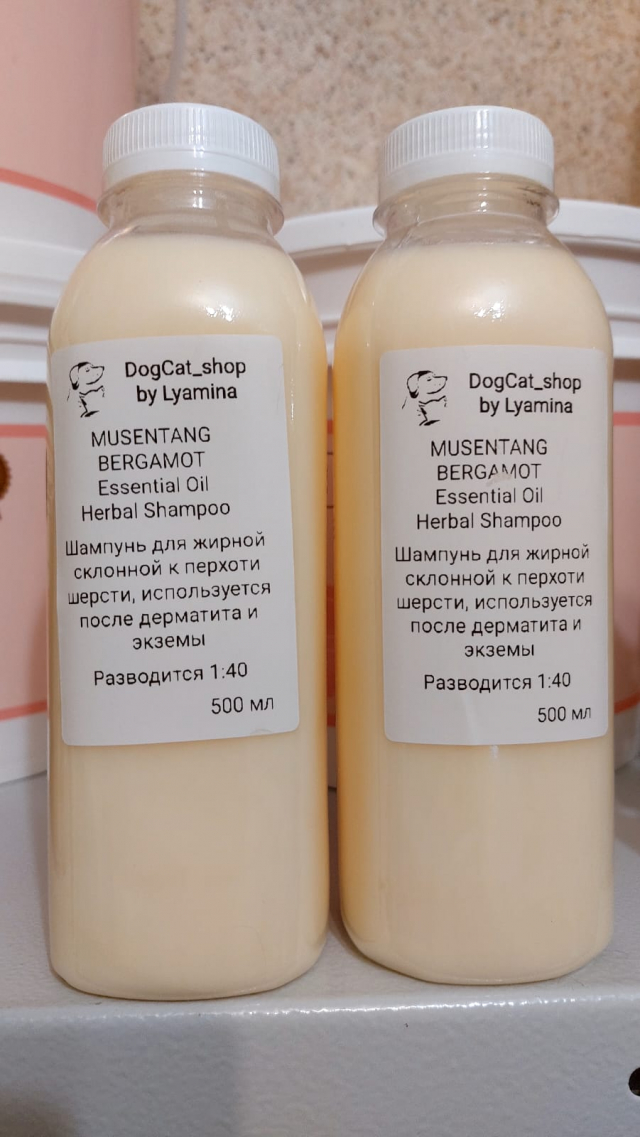 DogCat_shop
by Lyamina
MUSENTANG
BERGAMOT
Essential Oil
Herbal Shampoo
Шампунь для жирной
склонной к перхоти
шерсти, используется
после дерматита и
экземы
Разводится 1:40
500 мл
DogCat_shop
by Lyamina
MUSENTANG
BERGAMOT
Essential Oil
Herbal Shampoo
Шампунь для жирной
склонной к перхоти
шерсти, используется
после дерматита и
экземы
Разводится 1:40
500 мл